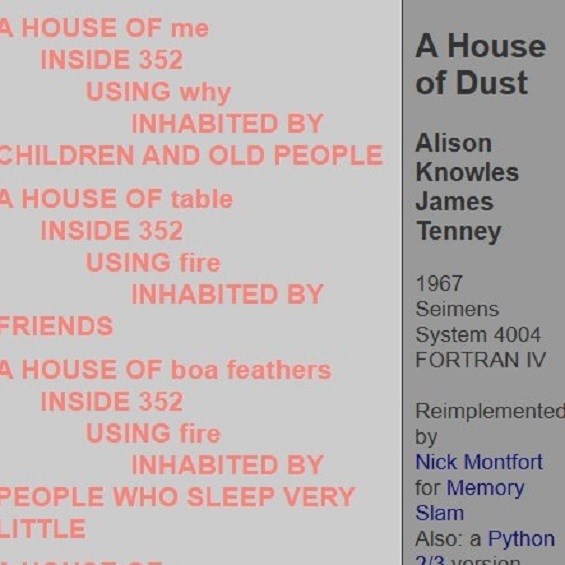 A HOUSE OF me
INSIDE 352
USING why
INHABITED BY
CHILDREN AND OLD PEOPLE
A HOUSE OF table
INSIDE 352
USING fire
INHABITED BY
FRIENDS
A HOUSE OF boa feathers
INSIDE 352
USING fire
INHABITED BY
PEOPLE WHO SLEEP VERY
LITTLE
A HOUSE OF
A House
of Dust
Alison
Knowles
James
Tenney
1967
Seimens
System 4004
FORTRAN IV
Reimplemented
by
Nick Montfort
for Memory
Slam
Also: a Python
2/3 version